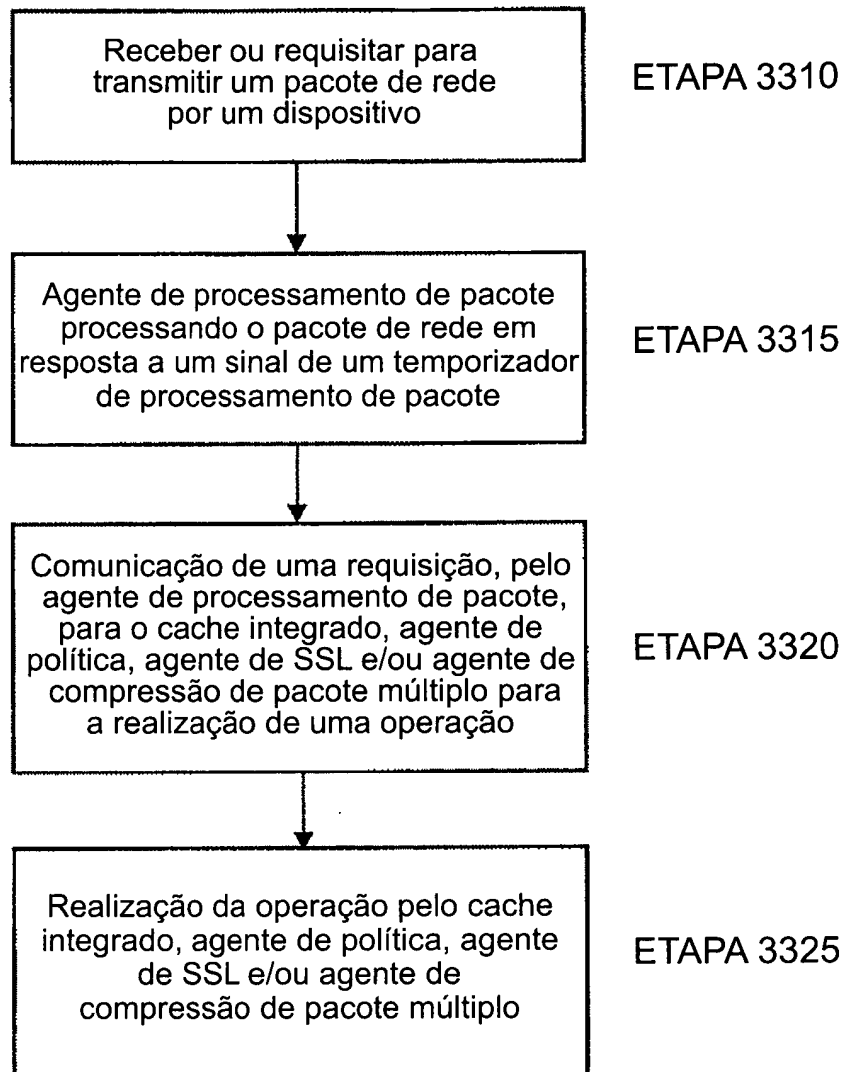 Receber ou requisitar para
transmitir um pacote de rede
por um dispositivo
ETAPA 3310
Agente de processamento de pacote
processando o pacote de rede em
resposta a um sinal de um temporizador
de processamento de pacote
ETAPA 3315
Comunicação de uma requisição, pelo
agente de processamento de pacote,
para o cache integrado, agente de
política, agente de SSL e/ou agente de
compressão de pacote múltiplo para
a realização de uma operação
ETAPA 3320
Realização da operação pelo cache
integrado, agente de política, agente
de SSL e/ou agente de
compressão de pacote múltiplo
ETAPA 3325